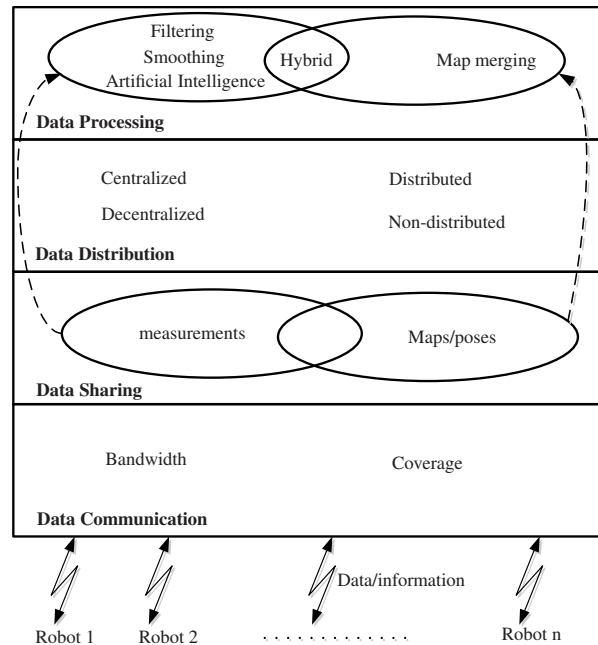 Filtering
Smoothing
Artificial Intelligence
Hybrid
Map merging
Data Processing
Centralized
Distributed
Decentralized
Non-distributed
Data Distribution
measurements
Maps/poses
Data Sharing
Bandwidth
Coverage
Data Communication
Data/information
Robot 1
Robot 2
. . . . . . . . . . . . . . .
Robot n